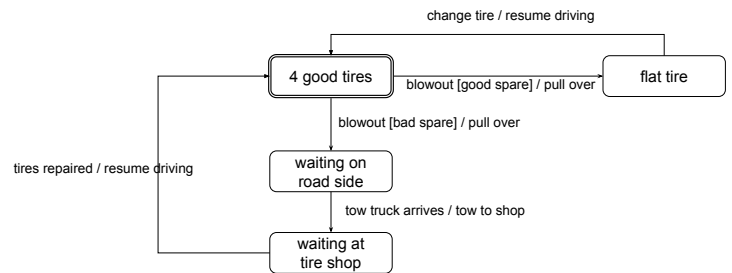 change tire / resume driving
4 good tires
flat tire
blowout [good spare] / pull over
blowout [bad spare] / pull over
waiting on
road side
tires repaired / resume driving
tow truck arrives / tow to shop
waiting at
tire shop